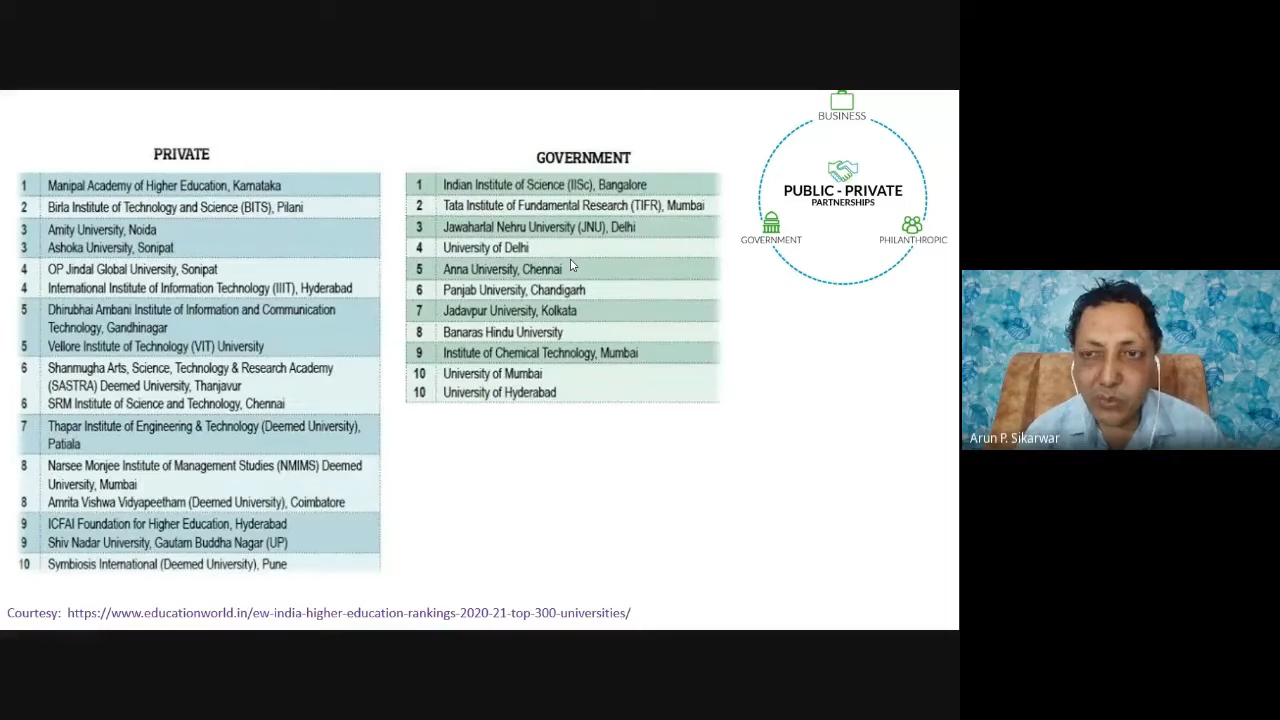 PRIVATE
1 Manipal Academy of Higher Education, Karnataka
2 Birla Institute of Technology and Science (BITS), Pilani
3 Amity University, Noida
3 Ashoka University, Sonipat
4 OP Jindal Global University, Sonipat
4 International Institute of Information Technology (IIIT), Hyderabad
5 Dhirubhai Ambani Institute of Information and Communication
Technology, Gandhinagar
5 Vellore Institute of Technology (VIT) University
6 Shanmugha Arts, Science, Technology & Research Academy
(SASTRA) Deemed University, Thanjavur
6 SRM Institute of Science and Technology, Chennai
7 Thapar Institute of Engineering & Technology (Deemed University),
Patiala
8 Narsee Monjee Institute of Management Studies (NMIMS) Deemed
University, Mumbai
8 Amrita Vishwa Vidyapeetham (Deemed University), Coimbatore
9 ICFAI Foundation for Higher Education, Hyderabad
9 Shiv Nadar University, Gautam Buddha Nagar (UP)
10 Symbiosis International (Deemed University), Pune
GOVERNMENT
1 Indian Institute of Science (IISc), Bangalore
2 Tata Institute of Fundamental Research (TIFR), Mumbai
3 Jawaharlal Nehru University (JNU), Delhi
4 University of Delhi
5 Anna University, Chennai
6 Panjab University, Chandigarh
7 Jadavpur University, Kolkata
8 Banaras Hindu University
9 Institute of Chemical Technology, Mumbai
10 University of Mumbai
10 University of Hyderabad
BUSINESS
PUBLIC - PRIVATE
PARTNERSHIPS
GOVERNMENT
PHILANTHROPIC
Courtesy: https://www.educationworld.in/ew-india-higher-education-rankings-2020-21-top-300-universities/
Arun P. Sikarwar